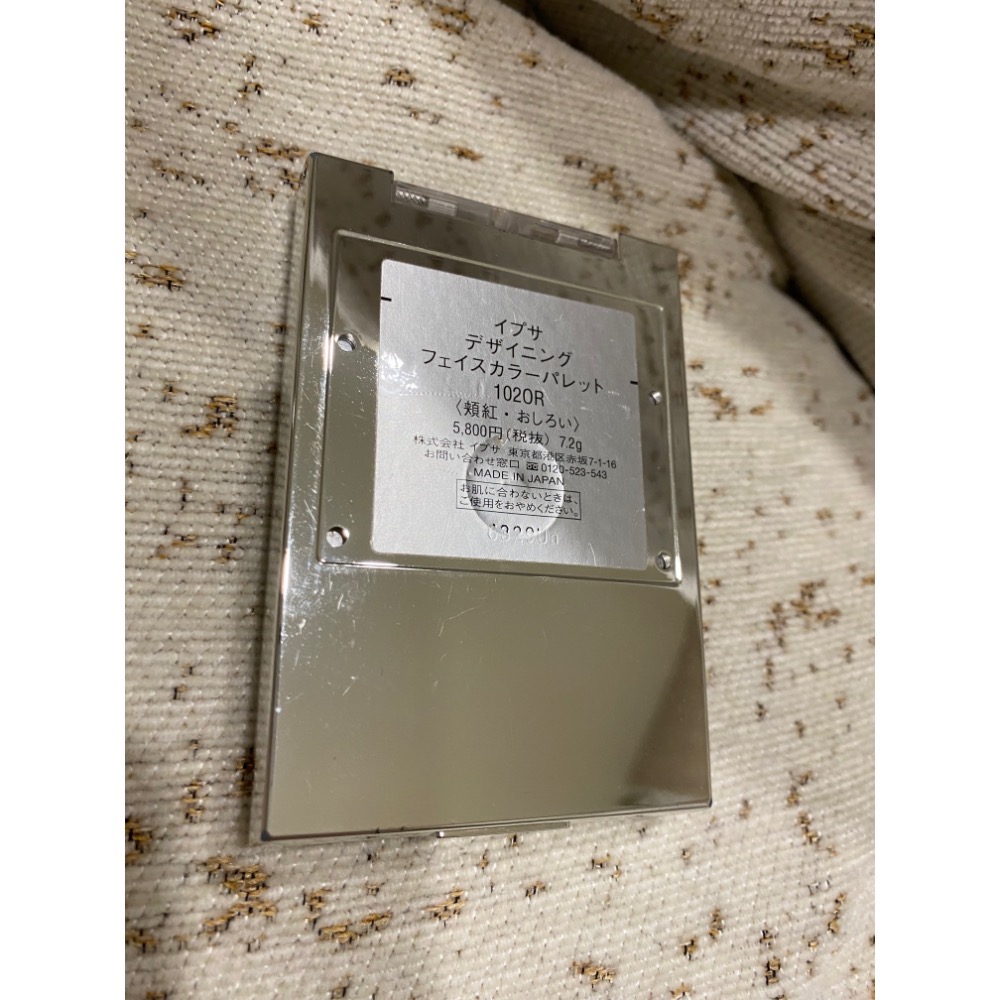 イプサ
デザイニング
フェイスカラーパレット
102OR
〈頬紅・おしろい〉
5,800円(税抜) 7.2g
株式会社 イプサ 東京都港区赤坂7-1-16
お問い合わせ窓口 0120-523-543
MADE IN JAPAN
お肌に合わないときは、
ご使用をおやめください。